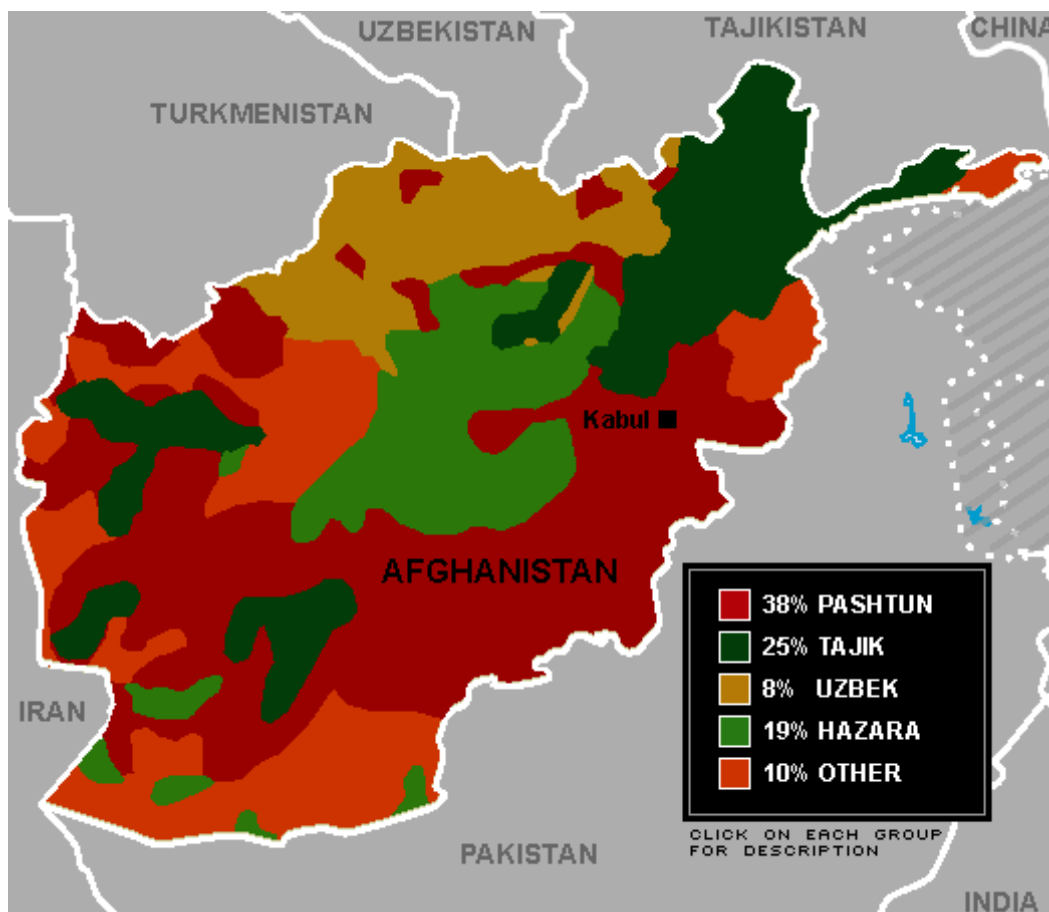 UZBEKISTAN
TAJIKISTAN
CHINA
TURKMENISTAN
Kabul
AFGHANISTAN
38% PASHTUN
25% TAJIK
8% UZBEK
19% HAZARA
10% OTHER
IRAN
CLICK ON EACH GROUP
FOR DESCRIPTION
PAKISTAN
INDIA